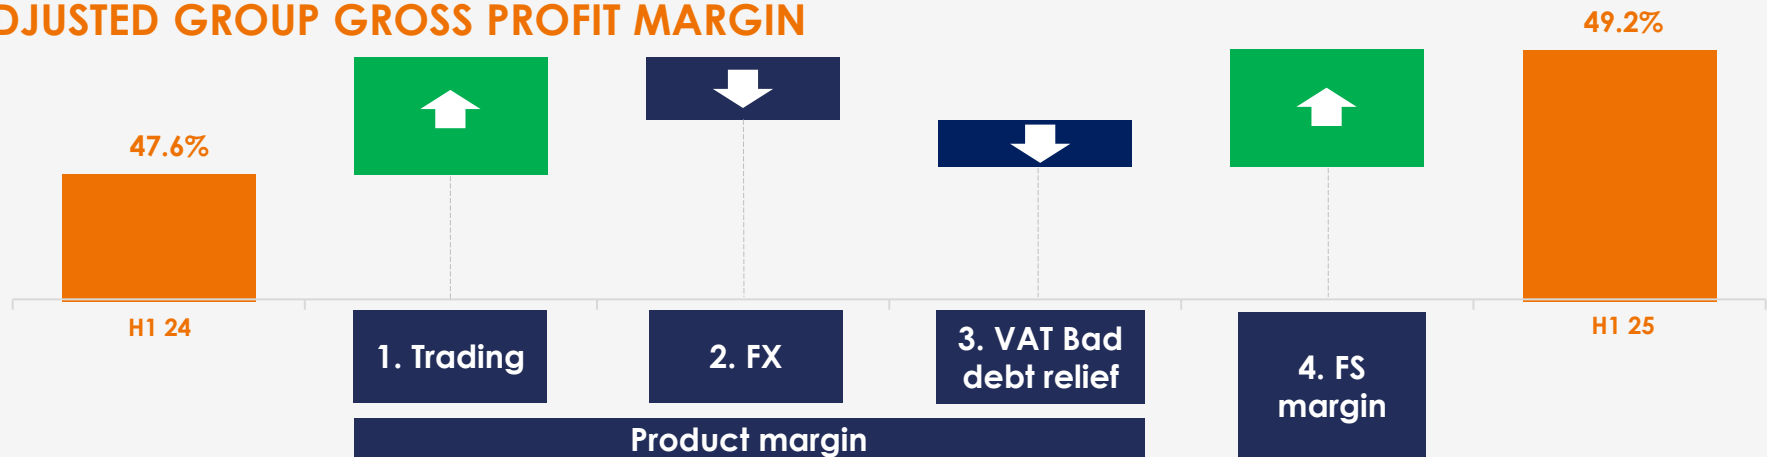 DJUSTED GROUP GROSS PROFIT MARGIN
47.6%
49.2%
H1 24
1. Trading
2. FX
3. VAT Bad
debt relief
4. FS
margin
H1 25
Product margin